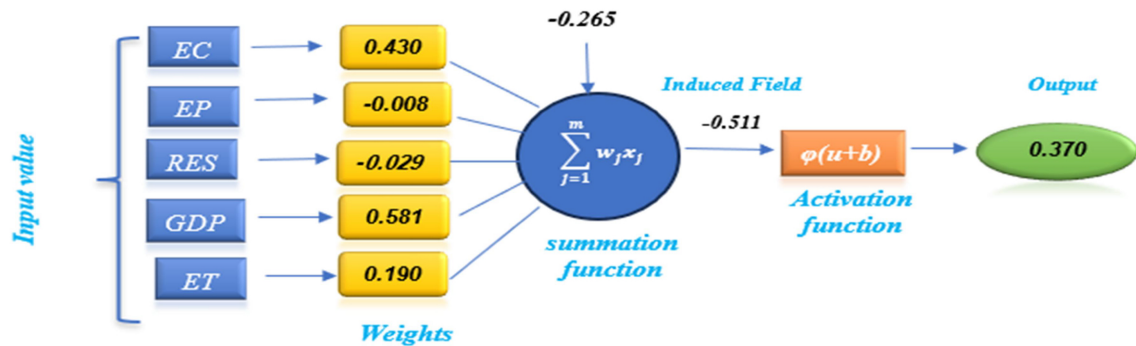 -0.265
EC
0.430
Induced Field
Output
EP
-0.008
-0.511
Input value
RES
-0.029
m
∑ wⱼxⱼ
j=1
φ(u+b)
0.370
GDP
0.581
Activation
function
summation
function
ET
0.190
Weights